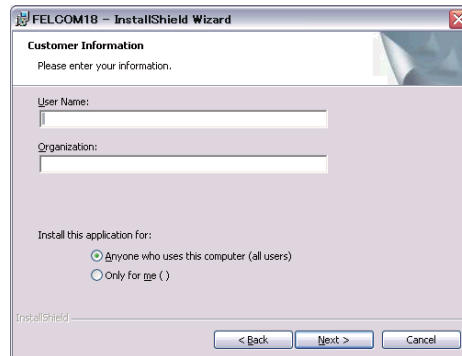 FELCOM18 - InstallShield Wizard
Customer Information
Please enter your information.
User Name:
Organization:
Install this application for:
Anyone who uses this computer (all users)
Only for me ( )
InstallShield
< Back
Next >
Cancel